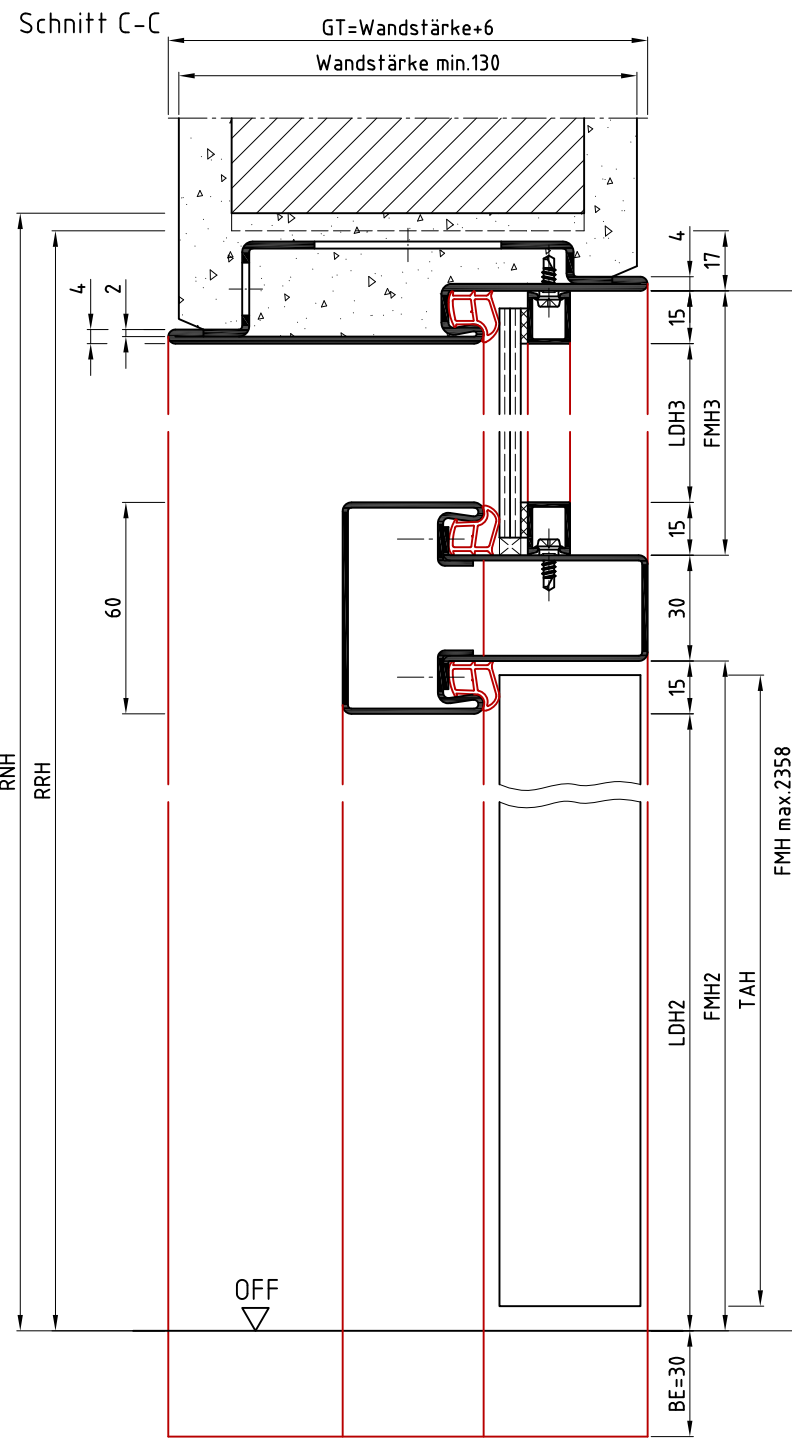 Schnitt C-C
GT=Wandstärke+6
Wandstärke min.130
4
17
4
2
15
LDH3
FMH3
15
60
30
15
RNH
RRH
FMH max.2358
LDH2
FMH2
TAH
OFF
BE=30